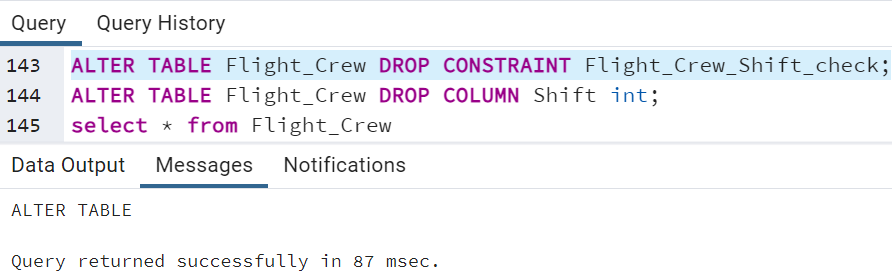 Query Query History
143 ALTER TABLE Flight_Crew DROP CONSTRAINT Flight_Crew_Shift_check;
144 ALTER TABLE Flight_Crew DROP COLUMN Shift int;
145 select * from Flight_Crew
Data Output Messages Notifications
ALTER TABLE
Query returned successfully in 87 msec.